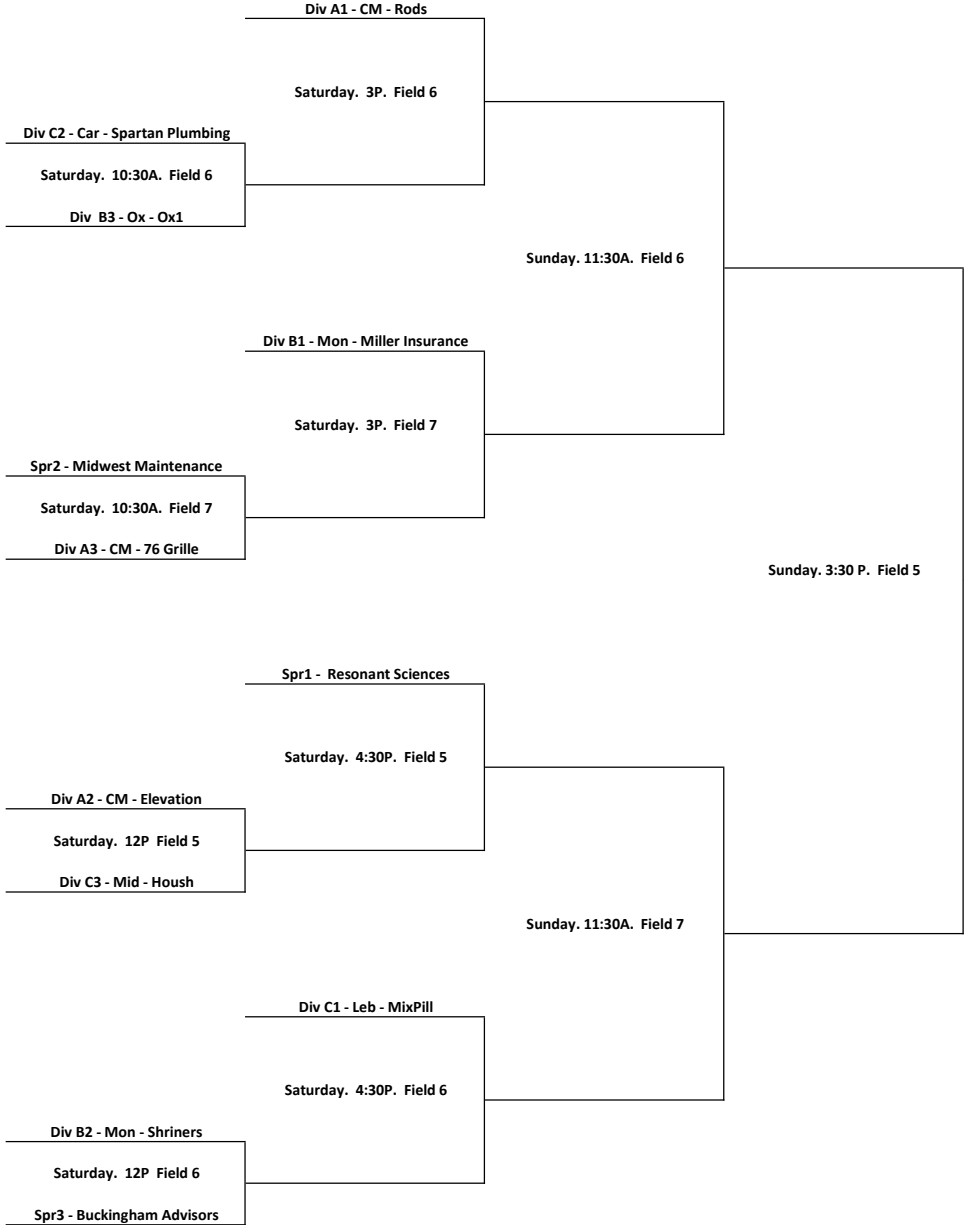 Div A1 - CM - Rods
Saturday.  3P.  Field 6
Div C2 - Car - Spartan Plumbing
Saturday.  10:30A.  Field 6
Div  B3 - Ox - Ox1
Sunday. 11:30A.  Field 6
Div B1 - Mon - Miller Insurance
Saturday.  3P.  Field 7
Spr2 - Midwest Maintenance
Saturday.  10:30A.  Field 7
Div A3 - CM - 76 Grille
Sunday. 3:30 P.  Field 5
Spr1 -  Resonant Sciences
Saturday.  4:30P.  Field 5
Div A2 - CM - Elevation
Saturday.  12P  Field 5
Div C3 - Mid - Housh
Sunday. 11:30A.  Field 7
Div C1 - Leb - MixPill
Saturday.  4:30P.  Field 6
Div B2 - Mon - Shriners
Saturday.  12P  Field 6
Spr3 - Buckingham Advisors